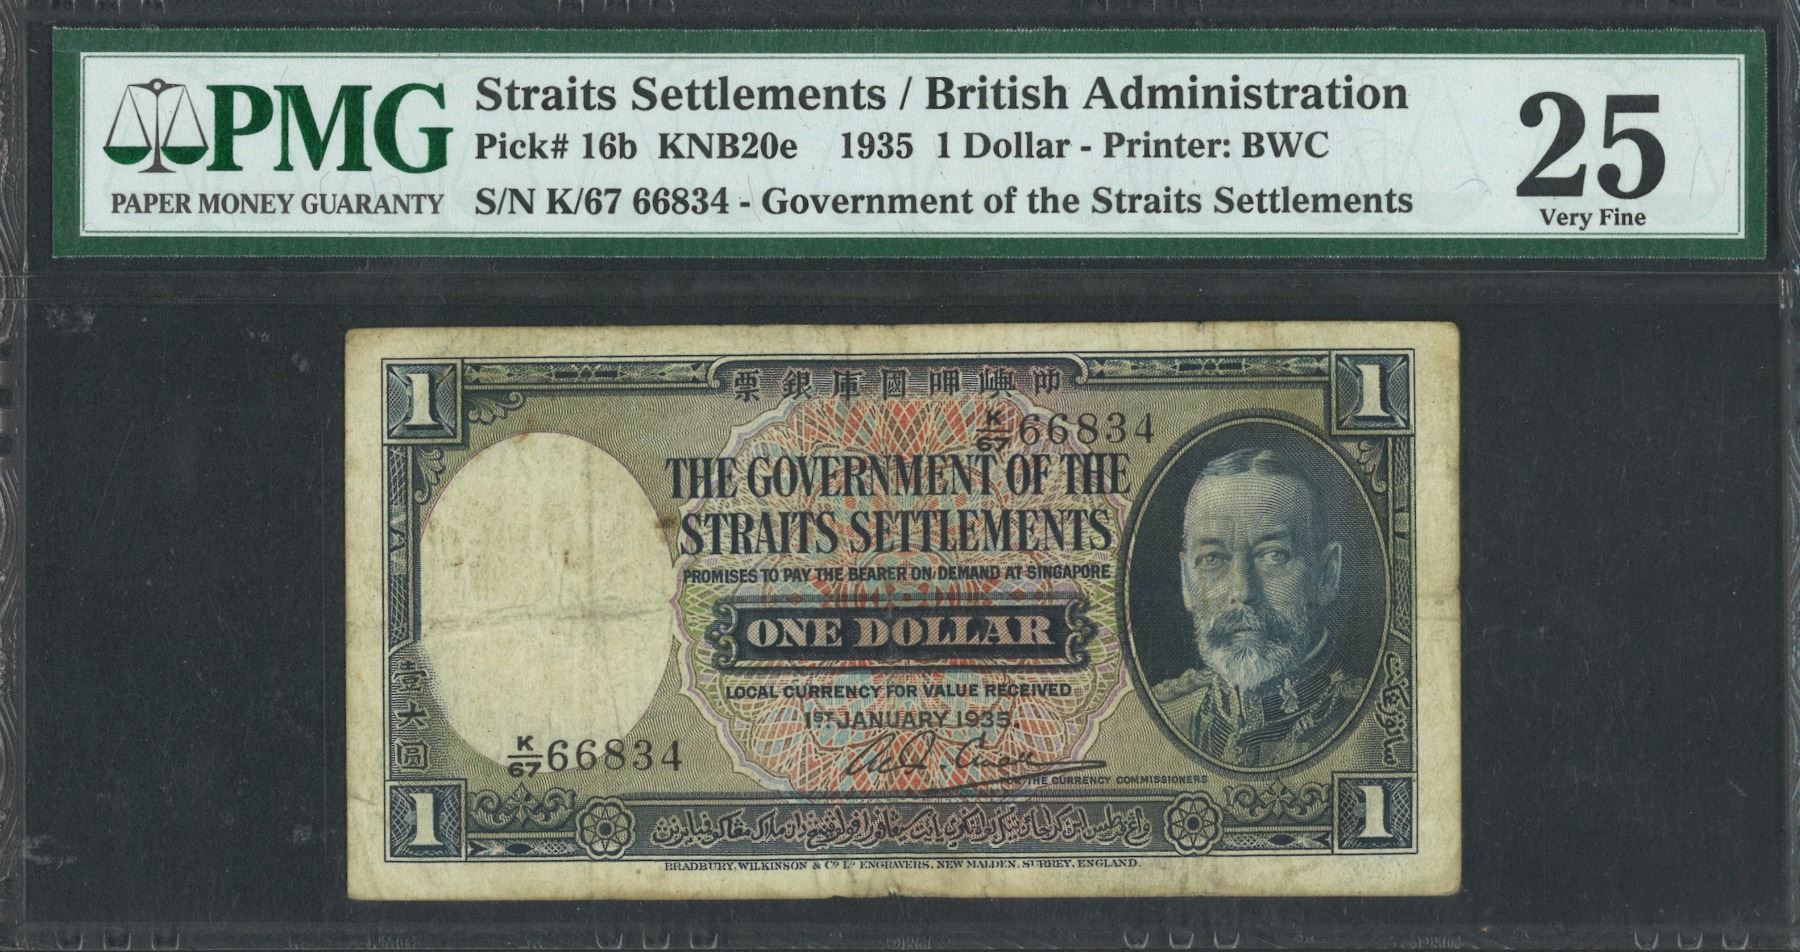 PMG
PAPER MONEY GUARANTY
Straits Settlements / British Administration
Pick# 16b KNB20e 1935 1 Dollar - Printer: BWC
S/N K/67 66834 - Government of the Straits Settlements
25
Very Fine
1
票銀庫國呷嶼叻
1
K/67 66834
THE GOVERNMENT OF THE
STRAITS SETTLEMENTS
PROMISES TO PAY THE BEARER ON DEMAND AT SINGAPORE
ONE DOLLAR
LOCAL CURRENCY FOR VALUE RECEIVED
1ST JANUARY 1935.
壹大圓
K/67 66834
FOR THE CURRENCY COMMISSIONERS
1
1
BRADBURY, WILKINSON & Co Ld ENGRAVERS, NEW MALDEN, SURREY, ENGLAND.